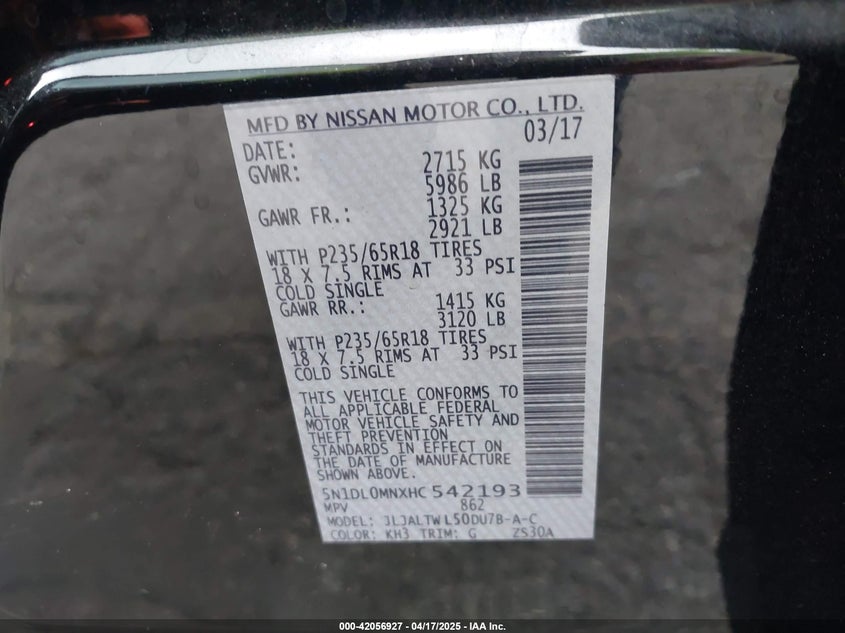 MFD BY NISSAN MOTOR CO., LTD.
DATE: 03/17
GVWR: 2715 KG
5986 LB
GAWR FR.: 1325 KG
2921 LB
WITH P235/65R18 TIRES
18 X 7.5 RIMS AT 33 PSI
COLD SINGLE
GAWR RR.: 1415 KG
3120 LB
WITH P235/65R18 TIRES
18 X 7.5 RIMS AT 33 PSI
COLD SINGLE
THIS VEHICLE CONFORMS TO
ALL APPLICABLE FEDERAL
MOTOR VEHICLE SAFETY AND
THEFT PREVENTION
STANDARDS IN EFFECT ON
THE DATE OF MANUFACTURE
SHOWN ABOVE.
5N1DL0MNXHC542193
MPV 862
MODEL: JLJALTWL50DU7B-A-C
COLOR: KH3 TRIM: G ZS30A
000-42056927 - 04/17/2025 - IAA Inc.